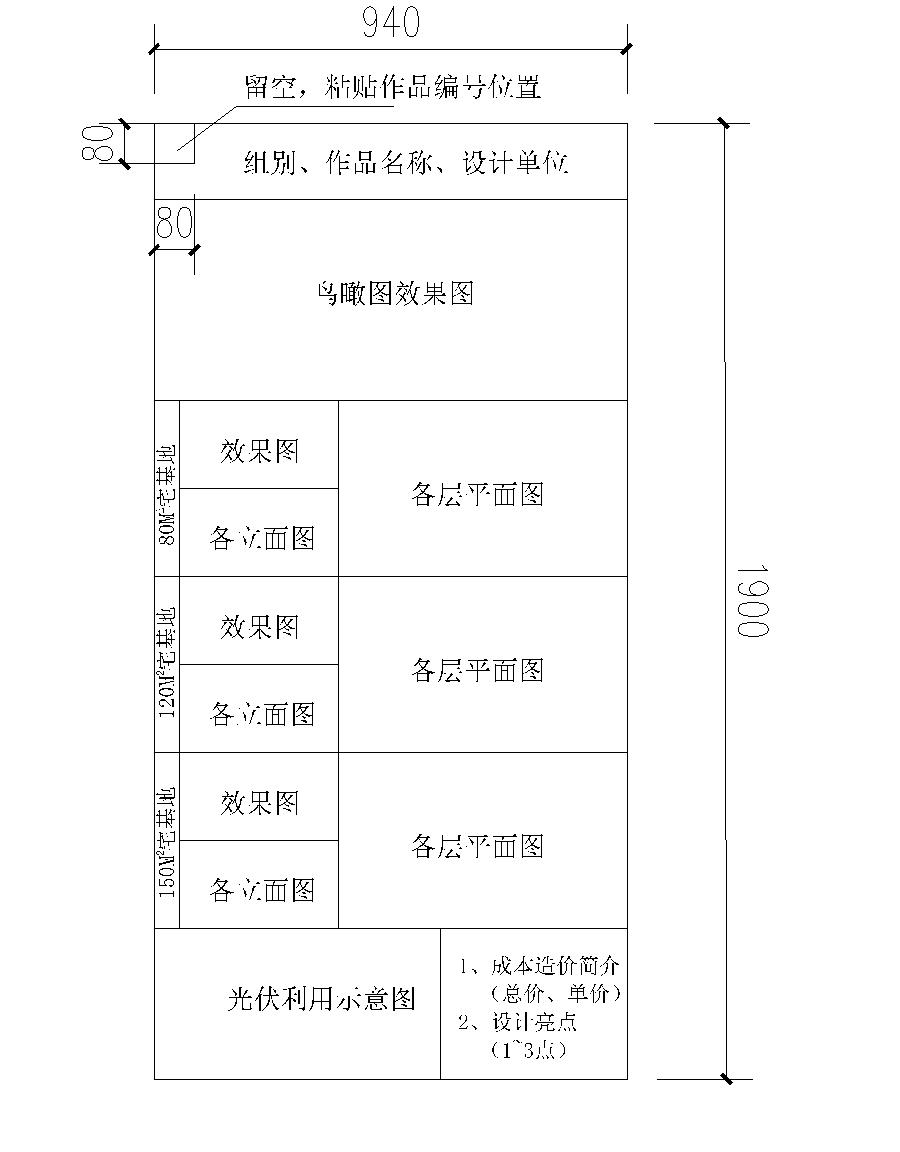 940
留空，粘贴作品编号位置
80
组别、作品名称、设计单位
80
鸟瞰图效果图
1900
80M²宅基地
效果图
各立面图
各层平面图
120M²宅基地
效果图
各立面图
各层平面图
150M²宅基地
效果图
各立面图
各层平面图
光伏利用示意图
1、成本造价简介
（总价、单价）
2、设计亮点
（1~3点）